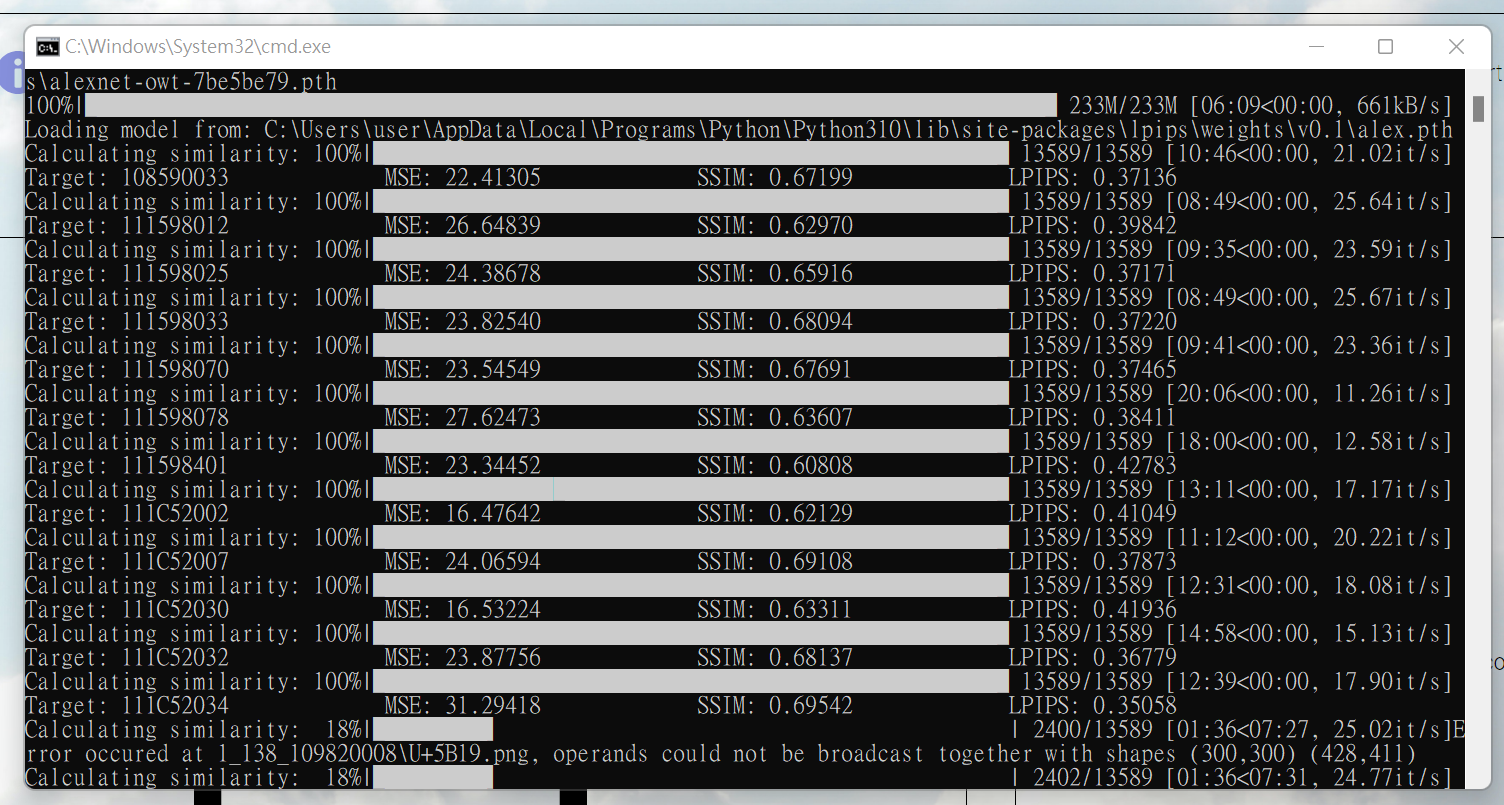 C:\Windows\System32\cmd.exe
s\alexnet-owt-7be5be79.pth
100%| 233M/233M [06:09<00:00, 661kB/s]
Loading model from: C:\Users\user\AppData\Local\Programs\Python\Python310\lib\site-packages\lpips\weights\v0.1\alex.pth
Calculating similarity: 100%| 13589/13589 [10:46<00:00, 21.02it/s]
Target: 108590033 MSE: 22.41305 SSIM: 0.67199 LPIPS: 0.37136
Calculating similarity: 100%| 13589/13589 [08:49<00:00, 25.64it/s]
Target: 111598012 MSE: 26.64839 SSIM: 0.62970 LPIPS: 0.39842
Calculating similarity: 100%| 13589/13589 [09:35<00:00, 23.59it/s]
Target: 111598025 MSE: 24.38678 SSIM: 0.65916 LPIPS: 0.37171
Calculating similarity: 100%| 13589/13589 [08:49<00:00, 25.67it/s]
Target: 111598033 MSE: 23.82540 SSIM: 0.68094 LPIPS: 0.37220
Calculating similarity: 100%| 13589/13589 [09:41<00:00, 23.36it/s]
Target: 111598070 MSE: 23.54549 SSIM: 0.67691 LPIPS: 0.37465
Calculating similarity: 100%| 13589/13589 [20:06<00:00, 11.26it/s]
Target: 111598078 MSE: 27.62473 SSIM: 0.63607 LPIPS: 0.38411
Calculating similarity: 100%| 13589/13589 [18:00<00:00, 12.58it/s]
Target: 111598401 MSE: 23.34452 SSIM: 0.60808 LPIPS: 0.42783
Calculating similarity: 100%| 13589/13589 [13:11<00:00, 17.17it/s]
Target: 111C52002 MSE: 16.47642 SSIM: 0.62129 LPIPS: 0.41049
Calculating similarity: 100%| 13589/13589 [11:12<00:00, 20.22it/s]
Target: 111C52007 MSE: 24.06594 SSIM: 0.69108 LPIPS: 0.37873
Calculating similarity: 100%| 13589/13589 [12:31<00:00, 18.08it/s]
Target: 111C52030 MSE: 16.53224 SSIM: 0.63311 LPIPS: 0.41936
Calculating similarity: 100%| 13589/13589 [14:58<00:00, 15.13it/s]
Target: 111C52032 MSE: 23.87756 SSIM: 0.68137 LPIPS: 0.36779
Calculating similarity: 100%| 13589/13589 [12:39<00:00, 17.90it/s]
Target: 111C52034 MSE: 31.29418 SSIM: 0.69542 LPIPS: 0.35058
Calculating similarity: 18%| | 2400/13589 [01:36<07:27, 25.02it/s]E
rror occured at 1_138_109820008\U+5B19.png, operands could not be broadcast together with shapes (300,300) (428,411)
Calculating similarity: 18%| | 2402/13589 [01:36<07:31, 24.77it/s]